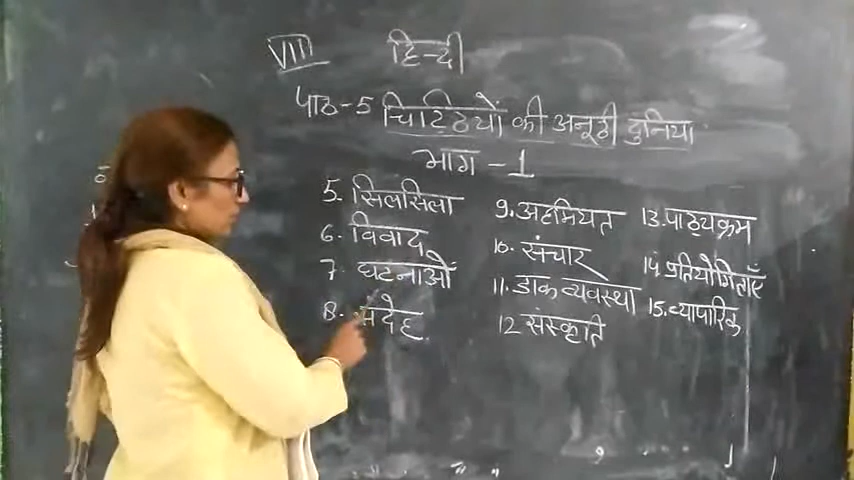 VIII हिन्दी
पाठ-5 चिट्ठियों की अनूठी दुनिया
भाग-1
5. सिलसिला
6. विवाद
7. घटनाओं
8. संदेह
9. अहमियत
10. संचार
11. डाक व्यवस्था
12 संस्कृति
13. पाठ्यक्रम
14. प्रतियोगिताएँ
15. व्यापारिक